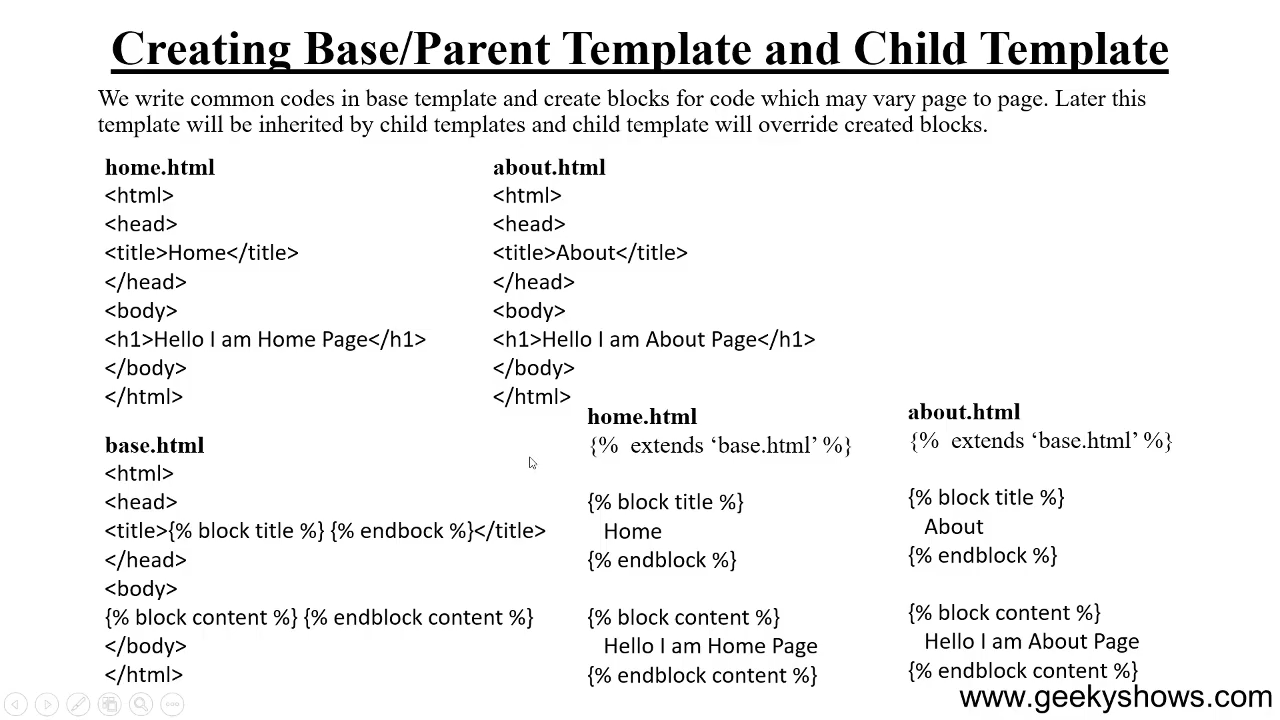 Creating Base/Parent Template and Child Template
We write common codes in base template and create blocks for code which may vary page to page. Later this
template will be inherited by child templates and child template will override created blocks.
home.html
<html>
<head>
<title>Home</title>
</head>
<body>
<h1>Hello I am Home Page</h1>
</body>
</html>
about.html
<html>
<head>
<title>About</title>
</head>
<body>
<h1>Hello I am About Page</h1>
</body>
</html>
base.html
<html>
<head>
<title>{% block title %} {% endbock %}</title>
</head>
<body>
{% block content %} {% endblock content %}
</body>
</html>
home.html
{%  extends ‘base.html’ %}
{% block title %}
Home
{% endblock %}
{% block content %}
Hello I am Home Page
{% endblock content %}
about.html
{%  extends ‘base.html’ %}
{% block title %}
About
{% endblock %}
{% block content %}
Hello I am About Page
{% endblock content %}
www.geekyshows.com